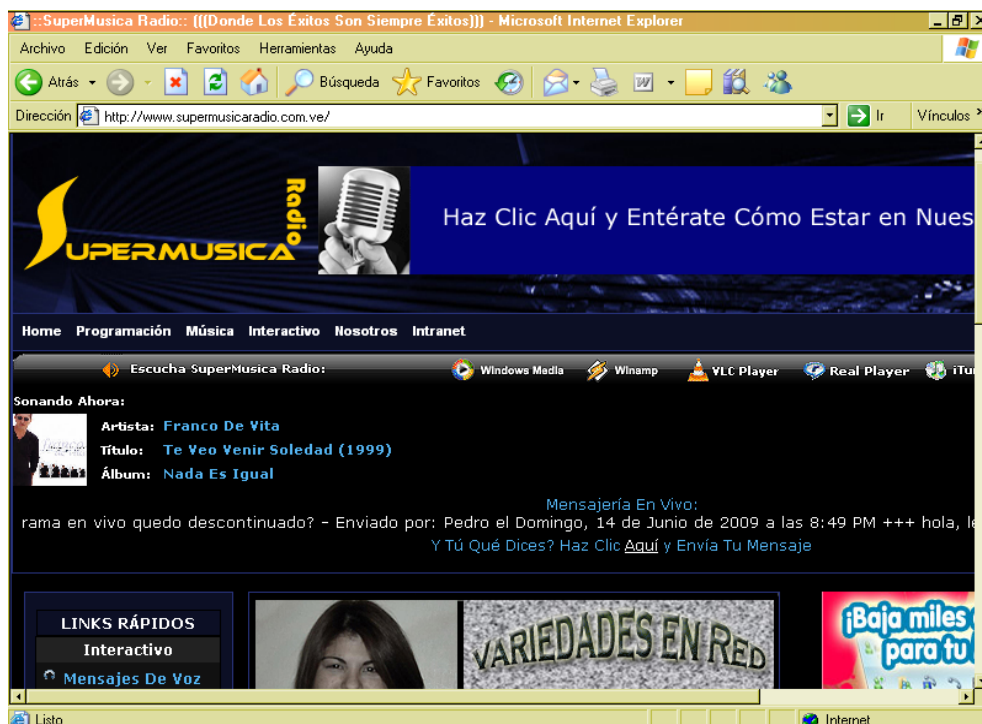 ::SuperMusica Radio:: (((Donde Los Éxitos Son Siempre Éxitos))) - Microsoft Internet Explorer
Archivo Edición Ver Favoritos Herramientas Ayuda
Atrás Búsqueda Favoritos
Dirección http://www.supermusicaradio.com.ve/ Ir Vínculos
SUPERMUSICA Radio
Haz Clic Aquí y Entérate Cómo Estar en Nues
Home Programación Música Interactivo Nosotros Intranet
Escucha SuperMusica Radio: Windows Media Winamp VLC Player Real Player iTu
Sonando Ahora:
Artista: Franco De Vita
Título: Te Veo Venir Soledad (1999)
Álbum: Nada Es Igual
Mensajería En Vivo:
rama en vivo quedo descontinuado? - Enviado por: Pedro el Domingo, 14 de Junio de 2009 a las 8:49 PM +++ hola, le
Y Tú Qué Dices? Haz Clic Aquí y Envía Tu Mensaje
LINKS RÁPIDOS
Interactivo
Mensajes De Voz
VARIEDADES EN RED
¡Baja miles
para tu
Listo Internet